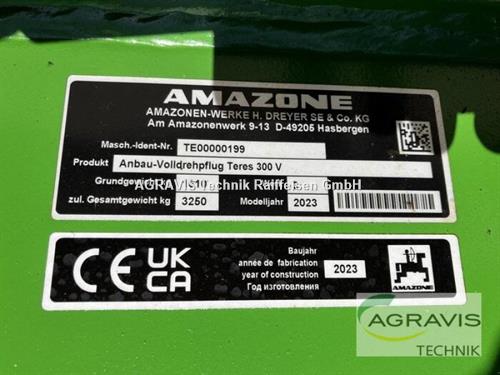 AMAZONE
AMAZONEN-WERKE H. DREYER SE & Co. KG
Am Amazonenwerk 9-13 D-49205 Hasbergen
Masch.-Ident-Nr. TE00000199
Produkt Anbau-Volldrehpflug Teres 300 V
Grundgewicht kg
AGRAVIS Technik Raiffeisen GmbH
zul. Gesamtgewicht kg 3250 Modelljahr 2023
CE UK CA
Baujahr
année de fabrication
year of construction 2023
Год изготовления
AMAZONE
AGRAVIS
TECHNIK